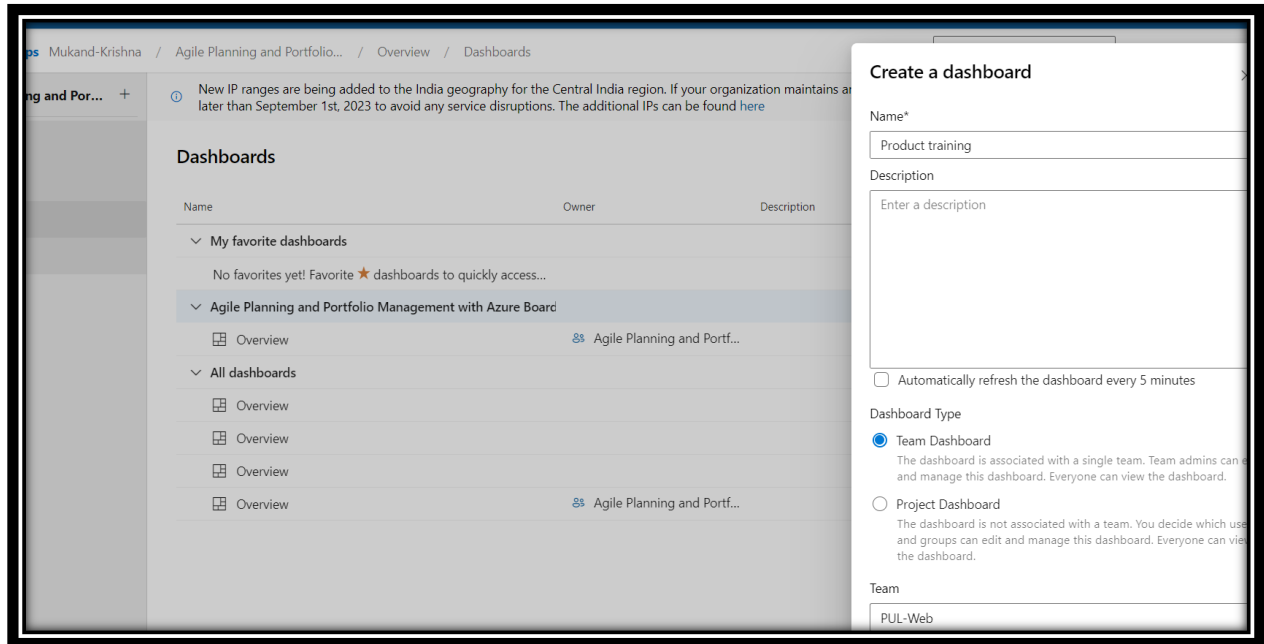 ps Mukand-Krishna / Agile Planning and Portfolio... / Overview / Dashboards
ng and Por... +
New IP ranges are being added to the India geography for the Central India region. If your organization maintains a
later than September 1st, 2023 to avoid any service disruptions. The additional IPs can be found here
Dashboards
Name Owner Description
My favorite dashboards
No favorites yet! Favorite ★ dashboards to quickly access...
Agile Planning and Portfolio Management with Azure Board
Overview Agile Planning and Portf...
All dashboards
Overview
Overview
Overview
Overview Agile Planning and Portf...
Create a dashboard
Name*
Product training
Description
Enter a description
Automatically refresh the dashboard every 5 minutes
Dashboard Type
Team Dashboard
The dashboard is associated with a single team. Team admins can e
and manage this dashboard. Everyone can view the dashboard.
Project Dashboard
The dashboard is not associated with a team. You decide which use
and groups can edit and manage this dashboard. Everyone can vie
the dashboard.
Team
PUL-Web